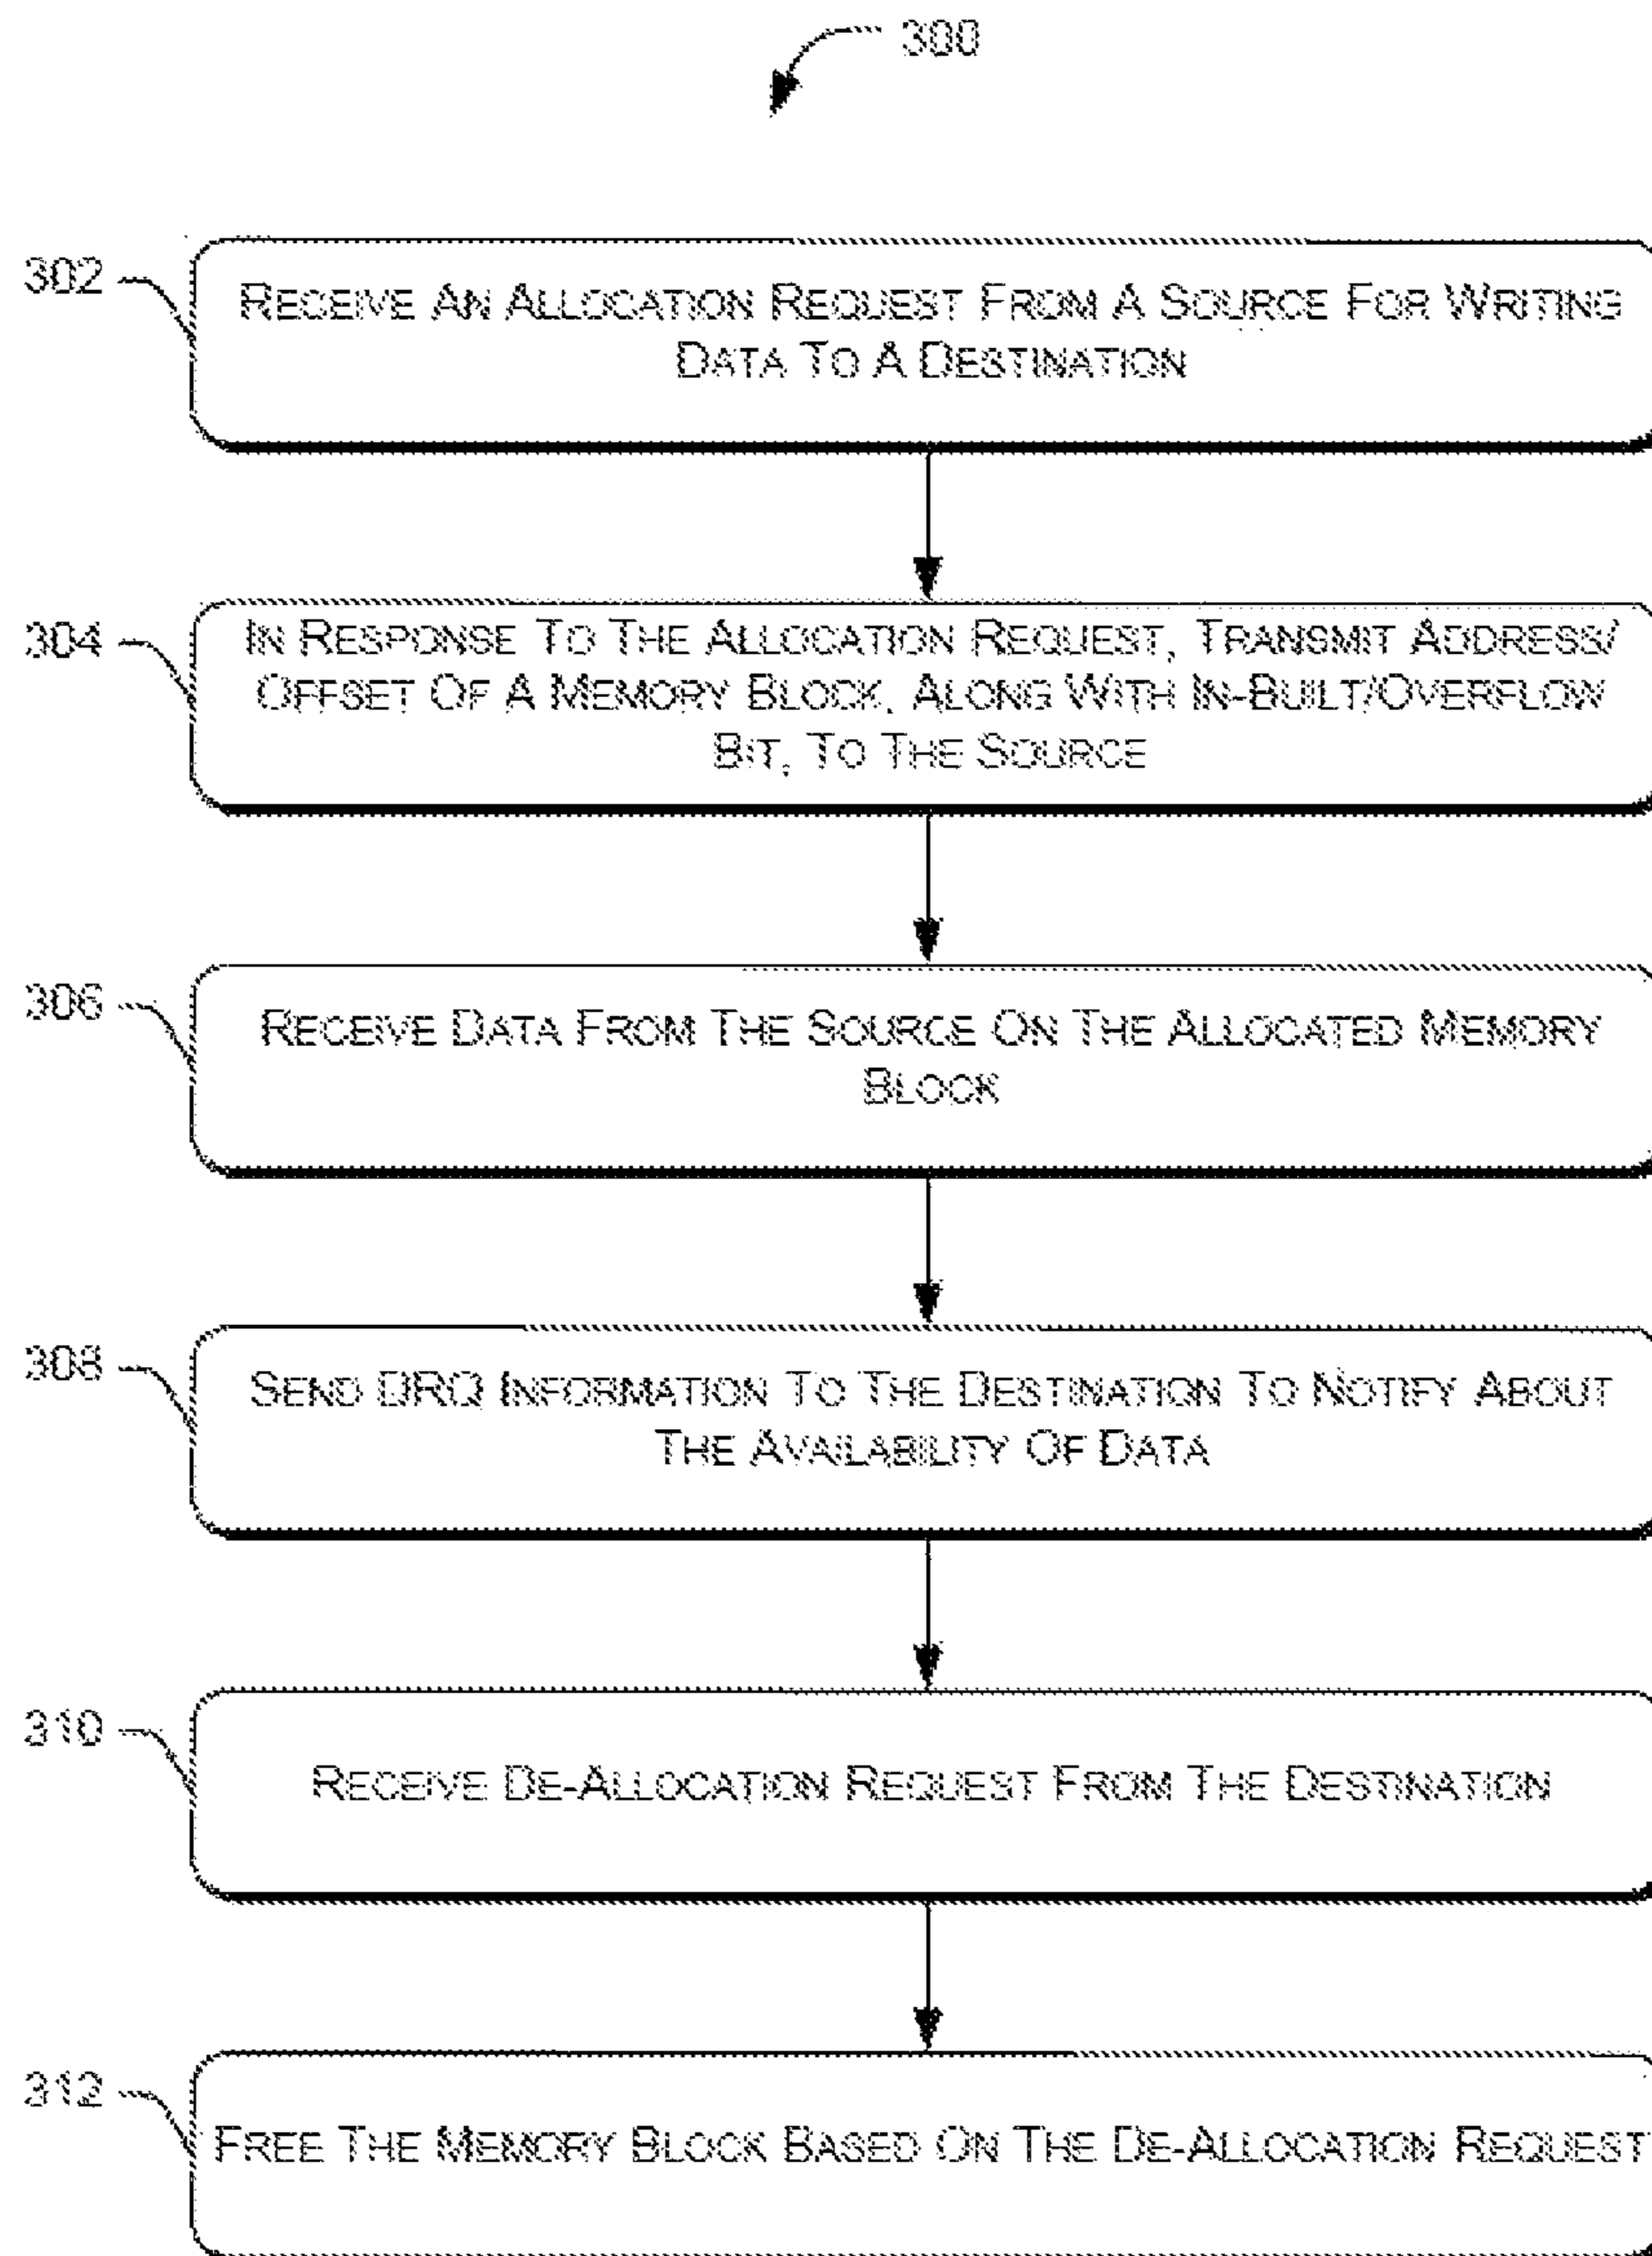 300
302
RECEIVE AN ALLOCATION REQUEST FROM A SOURCE FOR WRITING
DATA TO A DESTINATION
304
IN RESPONSE TO THE ALLOCATION REQUEST, TRANSMIT ADDRESS/
OFFSET OF A MEMORY BLOCK, ALONG WITH IN-BUILT/OVERFLOW
BIT, TO THE SOURCE
306
RECEIVE DATA FROM THE SOURCE ON THE ALLOCATED MEMORY
BLOCK
308
SEND IRQ INFORMATION TO THE DESTINATION TO NOTIFY ABOUT
THE AVAILABILITY OF DATA
310
RECEIVE DE-ALLOCATION REQUEST FROM THE DESTINATION
312
FREE THE MEMORY BLOCK BASED ON THE DE-ALLOCATION REQUEST